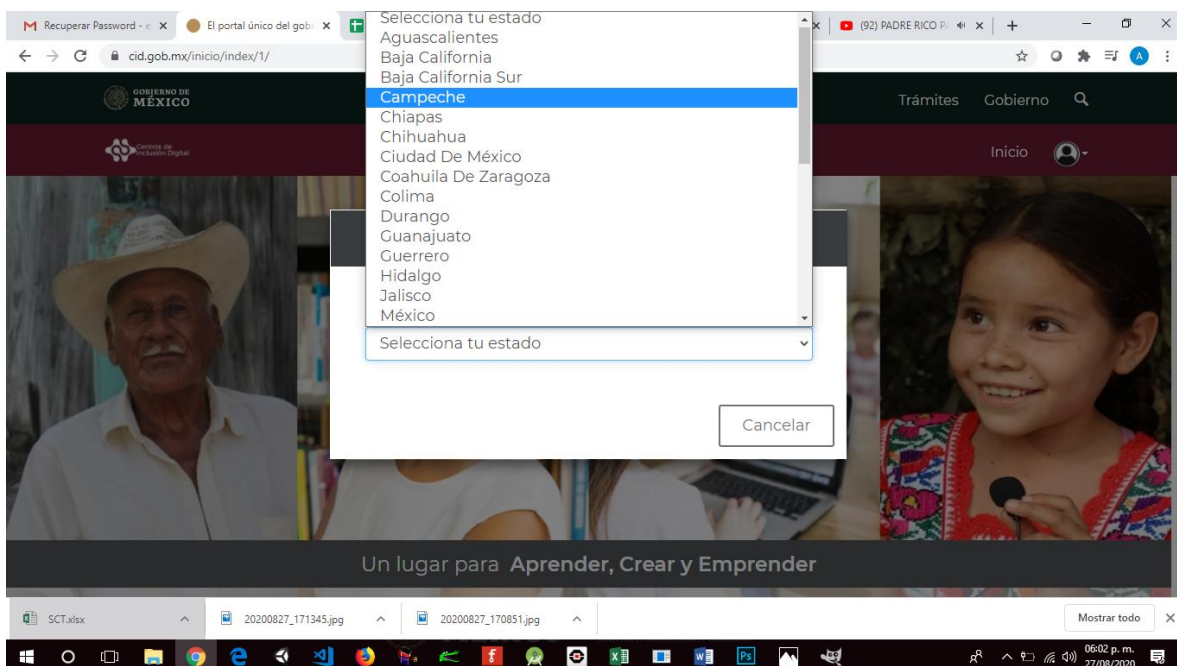 Recuperar Password - e
El portal único del gob
(92) PADRE RICO P
cid.gob.mx/inicio/index/1/
A
GOBIERNO DE
MÉXICO
Trámites
Gobierno
Centros de
Inclusión Digital
Inicio
Selecciona tu estado
Aguascalientes
Baja California
Baja California Sur
Campeche
Chiapas
Chihuahua
Ciudad De México
Coahuila De Zaragoza
Colima
Durango
Guanajuato
Guerrero
Hidalgo
Jalisco
México
Selecciona tu estado
Cancelar
Un lugar para Aprender, Crear y Emprender
SCT.xlsx
20200827_171345.jpg
20200827_170851.jpg
Mostrar todo
Ps
06:02 p. m.
27/08/2020